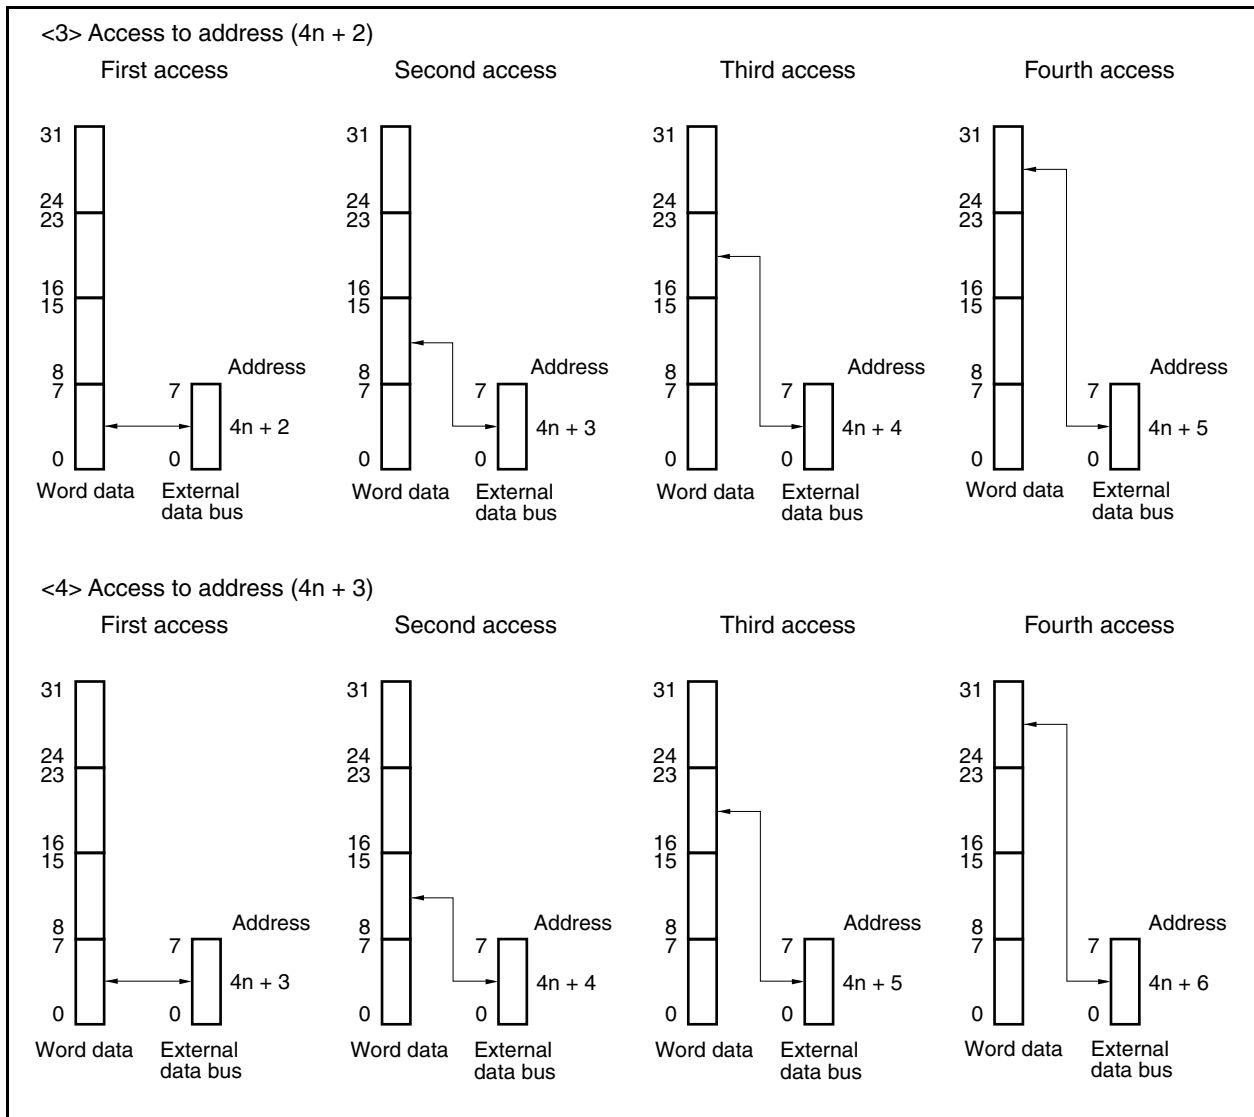 <3> Access to address (4n + 2)
First access Second access Third access Fourth access
31 31 31 31
24 24 24 24
23 23 23 23
16 16 16 16
15 15 15 15
Address Address Address Address
8 8 8 8
7 7 7 7 7 7 7 7
4n + 2 4n + 3 4n + 4 4n + 5
0 0 0 0 0 0 0 0
Word data External Word data External Word data External Word data External
data bus data bus data bus data bus
<4> Access to address (4n + 3)
First access Second access Third access Fourth access
31 31 31 31
24 24 24 24
23 23 23 23
16 16 16 16
15 15 15 15
Address Address Address Address
8 8 8 8
7 7 7 7 7 7 7 7
4n + 3 4n + 4 4n + 5 4n + 6
0 0 0 0 0 0 0 0
Word data External Word data External Word data External Word data External
data bus data bus data bus data bus